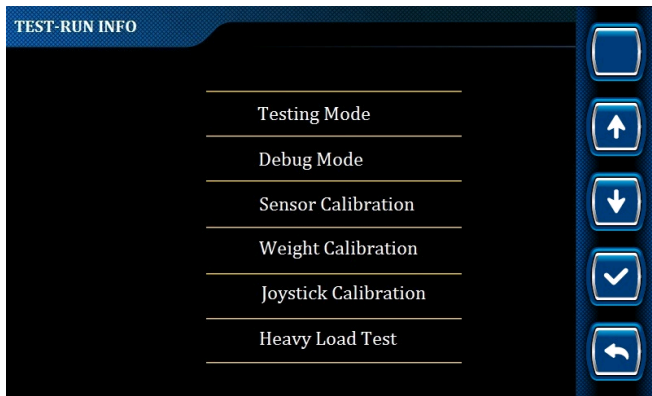 TEST-RUN INFO
Testing Mode
Debug Mode
Sensor Calibration
Weight Calibration
Joystick Calibration
Heavy Load Test